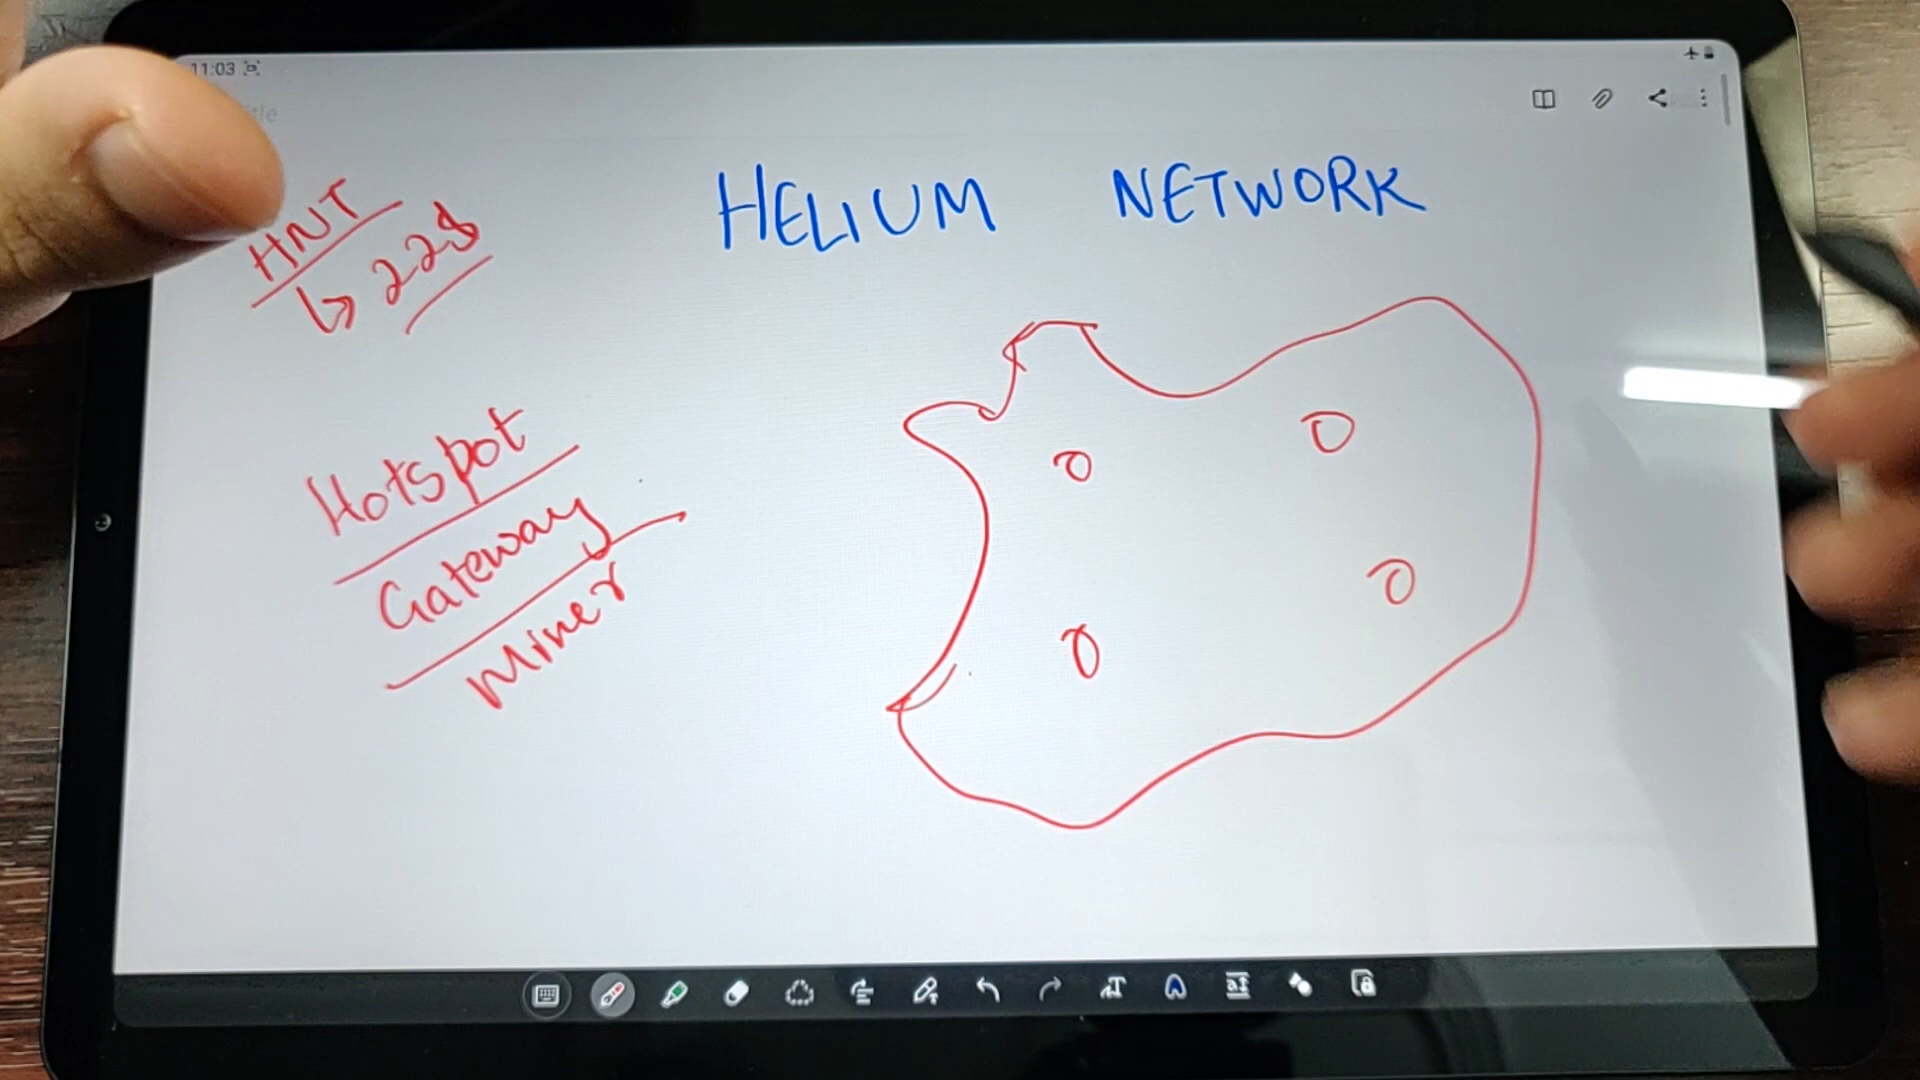 11:03
HELIUM NETWORK
HNT
↳ 22$
Hotspot
Gateway
Miner